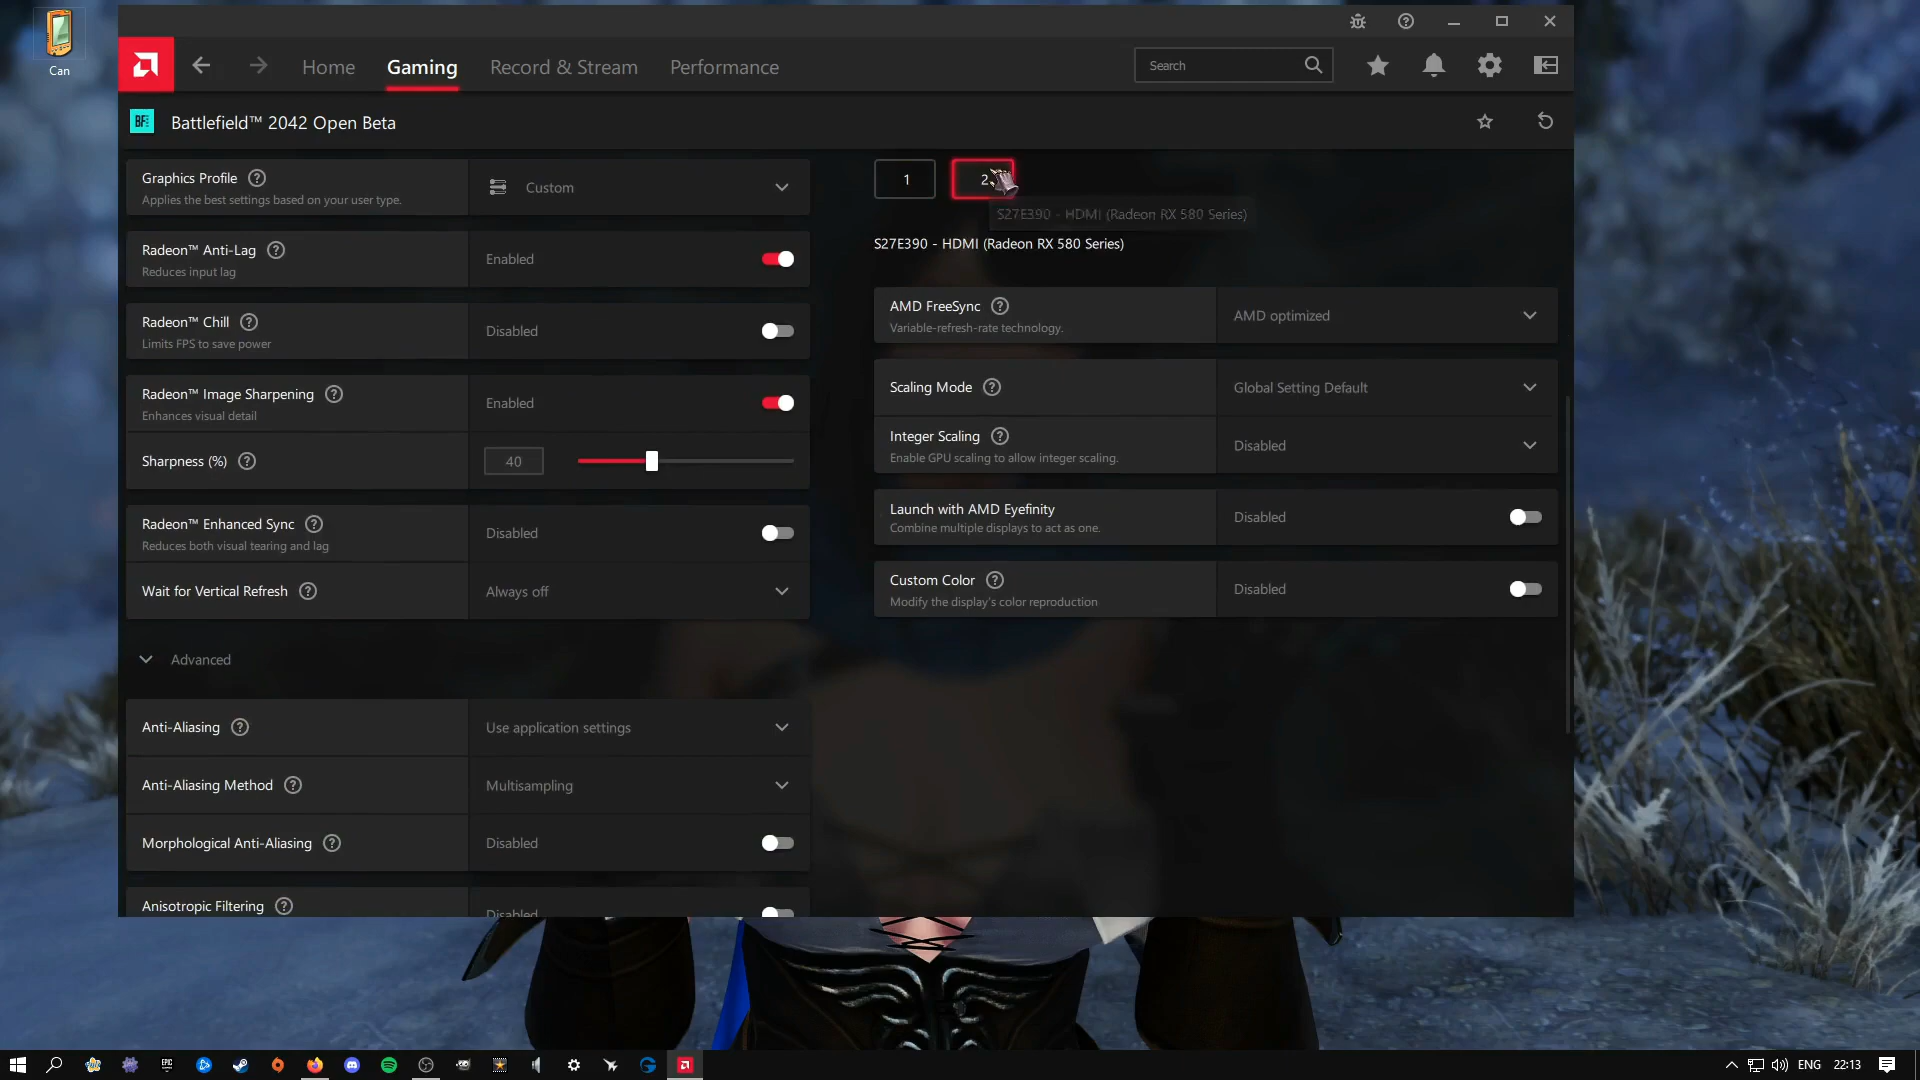 Can
Home
Gaming
Record & Stream
Performance
Search
BF
Battlefield™ 2042 Open Beta
Graphics Profile
Applies the best settings based on your user type.
Custom
Radeon™ Anti-Lag
Reduces input lag
Enabled
Radeon™ Chill
Limits FPS to save power
Disabled
Radeon™ Image Sharpening
Enhances visual detail
Enabled
Sharpness (%)
40
Radeon™ Enhanced Sync
Reduces both visual tearing and lag
Disabled
Wait for Vertical Refresh
Always off
Advanced
Anti-Aliasing
Use application settings
Anti-Aliasing Method
Multisampling
Morphological Anti-Aliasing
Disabled
Anisotropic Filtering
Disabled
1
2
S27E390 - HDMI (Radeon RX 580 Series)
S27E390 - HDMI (Radeon RX 580 Series)
AMD FreeSync
Variable-refresh-rate technology.
AMD optimized
Scaling Mode
Global Setting Default
Integer Scaling
Enable GPU scaling to allow integer scaling.
Disabled
Launch with AMD Eyefinity
Combine multiple displays to act as one.
Disabled
Custom Color
Modify the display's color reproduction
Disabled
EPIC
ENG
22:13